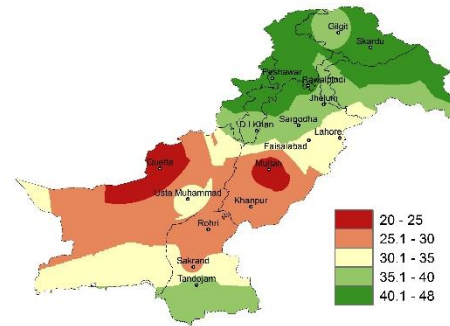 Gilgit
Skardu
Peshawar
Rawalpindi
Jhelum
D I Khan
Sargodha
Lahore
Faisalabad
Quetta
Multan
Usta Muhammad
Khanpur
Rohri
Sakrand
Tandojam
20 - 25
25.1 - 30
30.1 - 35
35.1 - 40
40.1 - 48